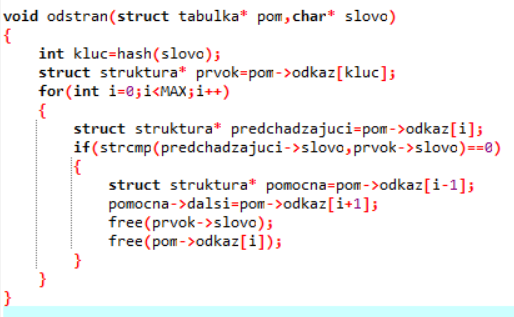 void odstran(struct tabulka* pom,char* slovo)
{
    int kluc=hash(slovo);
    struct struktura* prvok=pom->odkaz[kluc];
    for(int i=0;i<MAX;i++)
    {
        struct struktura* predchadzajuci=pom->odkaz[i];
        if(strcmp(predchadzajuci->slovo,prvok->slovo)==0)
        {
            struct struktura* pomocna=pom->odkaz[i-1];
            pomocna->dalsi=pom->odkaz[i+1];
            free(prvok->slovo);
            free(pom->odkaz[i]);
        }
    }
}